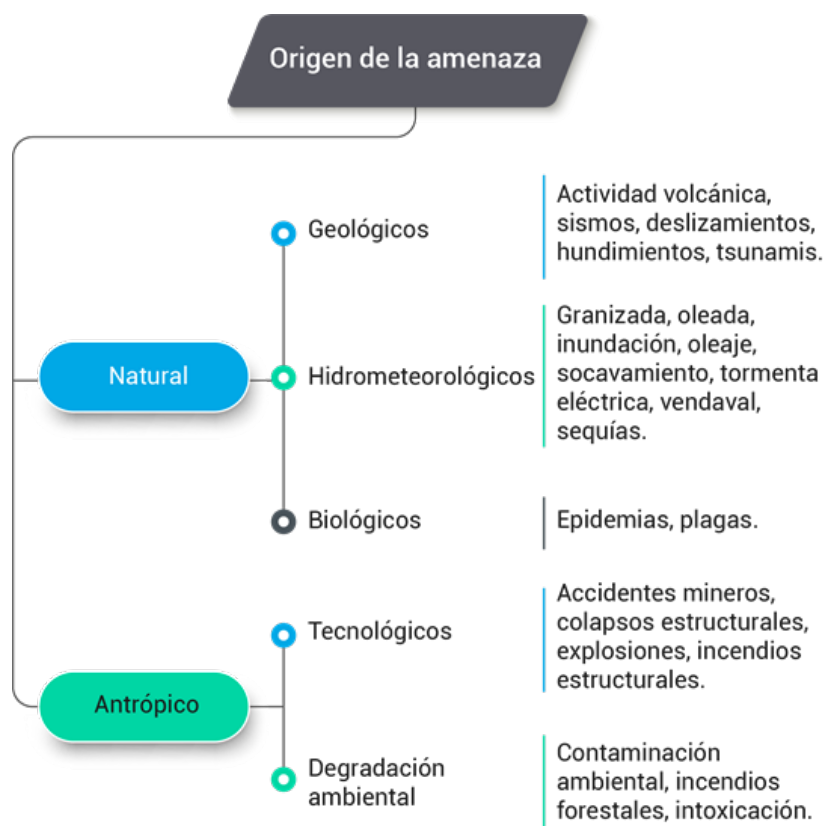 Origen de la amenaza
Geológicos
Actividad volcánica,
sismos, deslizamientos,
hundimientos, tsunamis.
Natural
Hidrometeorológicos
Granizada, oleada,
inundación, oleaje,
socavamiento, tormenta
eléctrica, vendaval,
sequías.
Biológicos
Epidemias, plagas.
Tecnológicos
Accidentes mineros,
colapsos estructurales,
explosiones, incendios
estructurales.
Antrópico
Degradación
ambiental
Contaminación
ambiental, incendios
forestales, intoxicación.